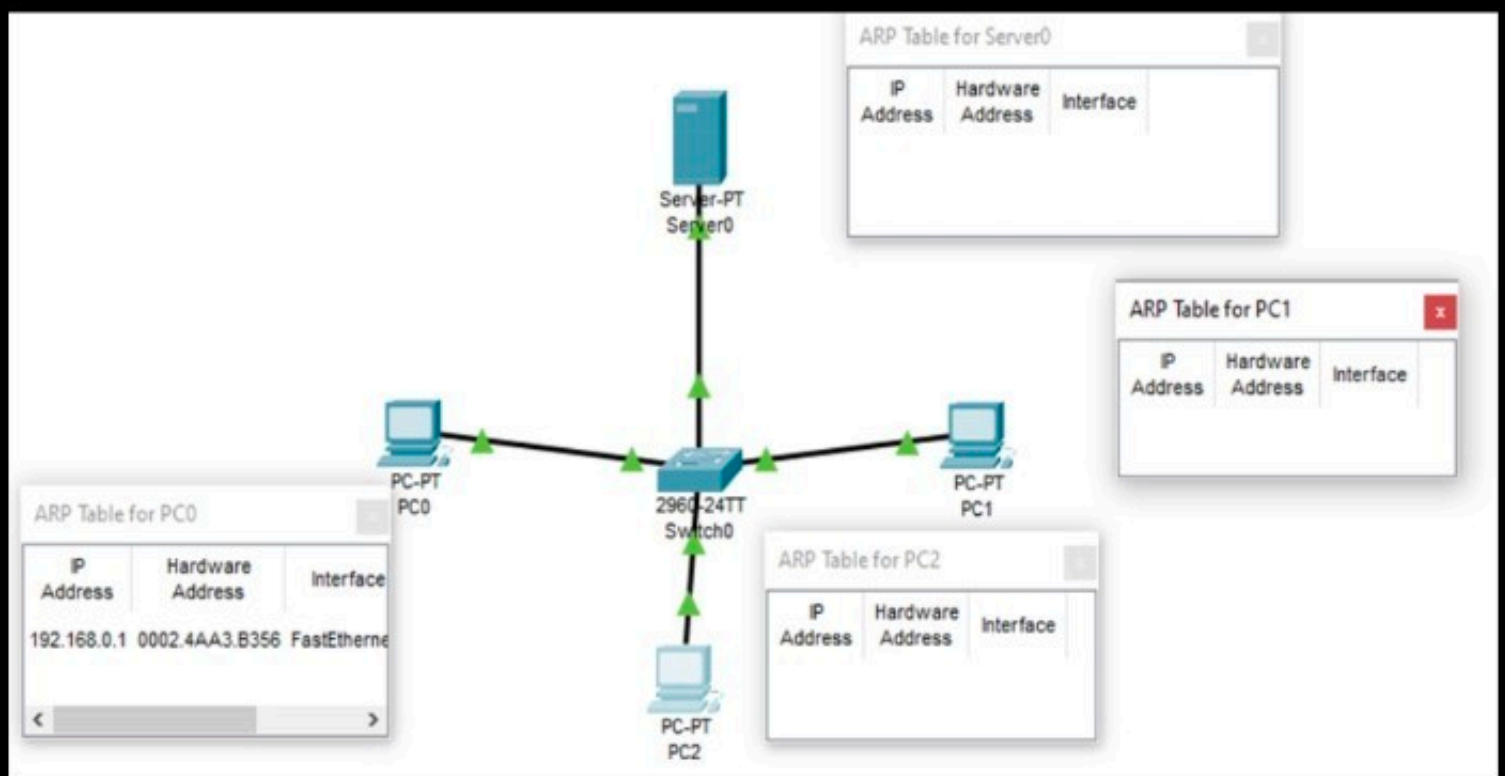 ARP Table for Server0
IP Address Hardware Address Interface
Server-PT
Server0
ARP Table for PC1
x
IP Address Hardware Address Interface
PC-PT
PC0
2960-24TT
Switch0
PC-PT
PC1
ARP Table for PC0
IP Address Hardware Address Interface
192.168.0.1 0002.4AA3.B356 FastEtherne
ARP Table for PC2
IP Address Hardware Address Interface
PC-PT
PC2